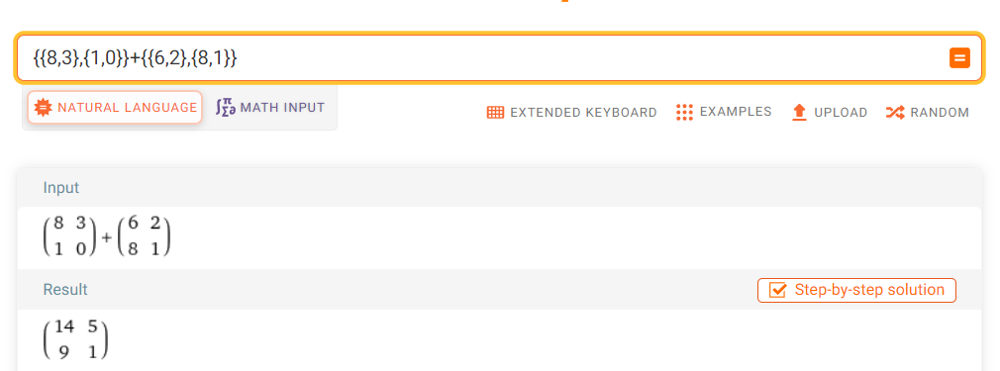 {{8,3},{1,0}}+{{6,2},{8,1}}
NATURAL LANGUAGE
∫π Σ∂ MATH INPUT
EXTENDED KEYBOARD
EXAMPLES
UPLOAD
RANDOM
Input
(8 3
1 0) + (6 2
8 1)
Result
Step-by-step solution
(14 5
9 1)